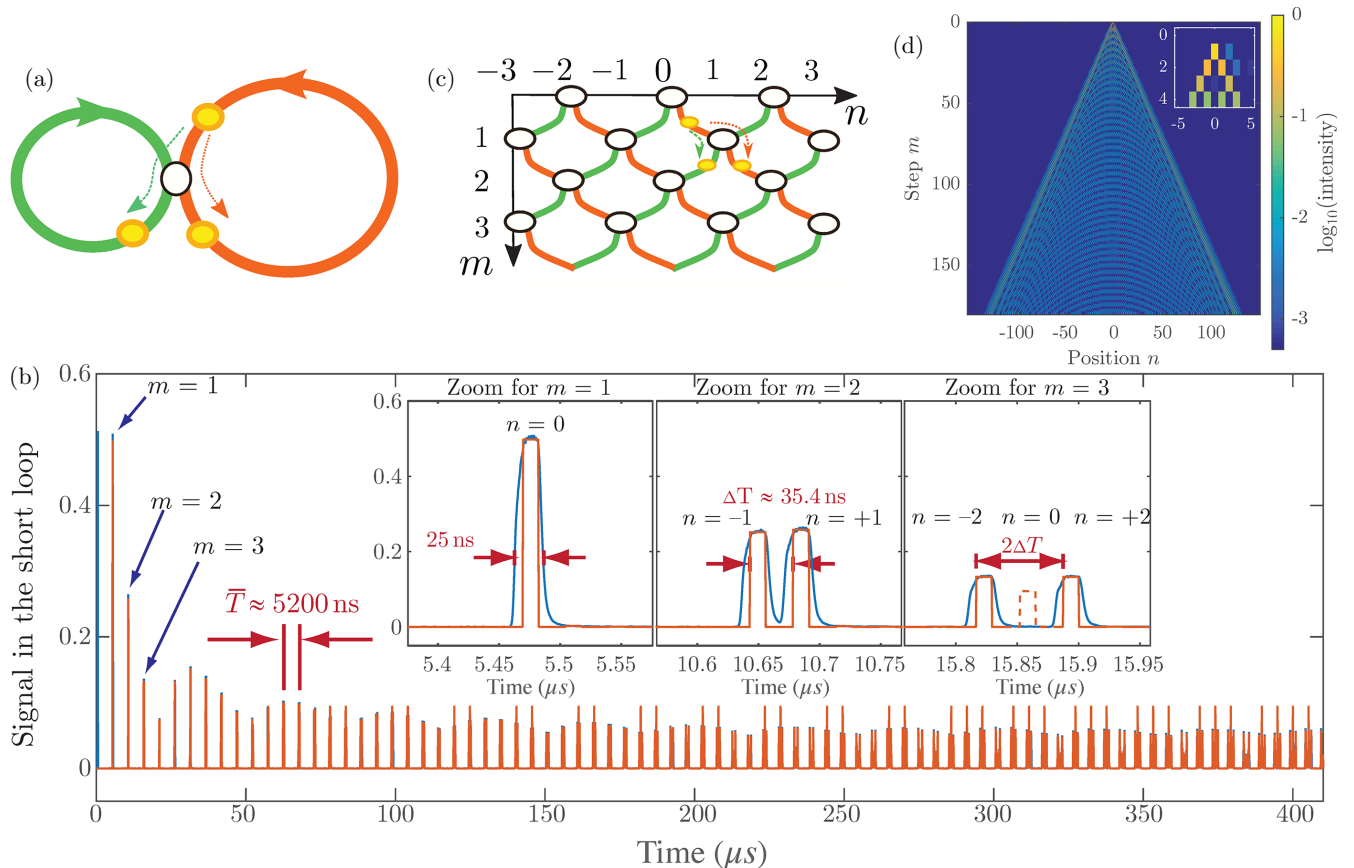 (a)
(c)
−3 −2 −1 0 1 2 3
n
1
2
3
m
(d)
0
50
100
150
Step m
-100 -50 0 50 100
Position n
0
2
4
-5 0 5
0
-1
-2
-3
log₁₀(intensity)
(b)
0.6
0.4
0.2
0
Signal in the short loop
m = 1
m = 2
m = 3
T̅ ≈ 5200 ns
Zoom for m = 1
0.6
0.4
0.2
0
n = 0
25 ns
5.4 5.45 5.5 5.55
Time (μs)
Zoom for m = 2
ΔT ≈ 35.4 ns
n = –1 n = +1
10.6 10.65 10.7 10.75
Time (μs)
Zoom for m = 3
n = –2 n = 0 n = +2
2ΔT
15.8 15.85 15.9 15.95
Time (μs)
0 50 100 150 200 250 300 350 400
Time (μs)